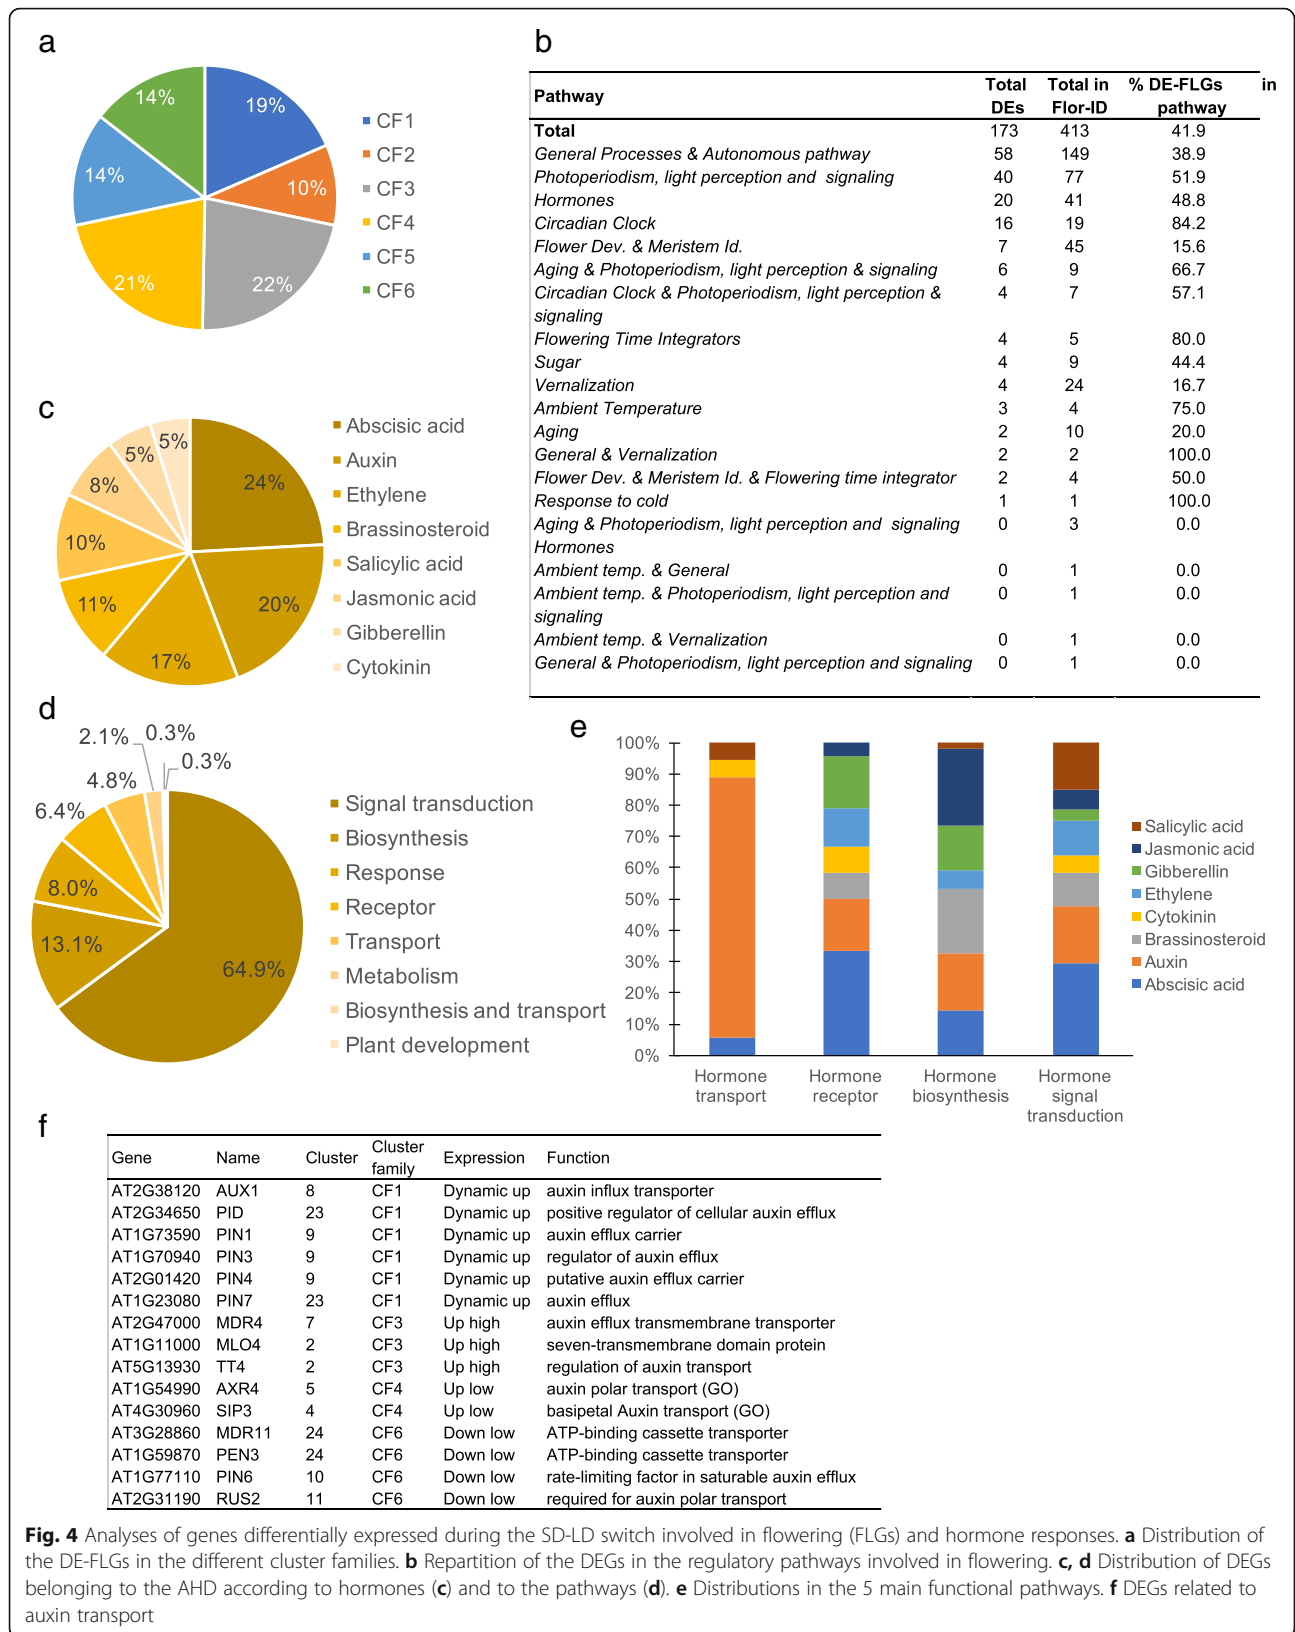 a
19%
10%
22%
21%
14%
14%
CF1
CF2
CF3
CF4
CF5
CF6
b
Pathway Total DEs Total in Flor-ID % DE-FLGs in pathway
Total 173 413 41.9
General Processes & Autonomous pathway 58 149 38.9
Photoperiodism, light perception and signaling 40 77 51.9
Hormones 20 41 48.8
Circadian Clock 16 19 84.2
Flower Dev. & Meristem Id. 7 45 15.6
Aging & Photoperiodism, light perception & signaling 6 9 66.7
Circadian Clock & Photoperiodism, light perception & 4 7 57.1
signaling
Flowering Time Integrators 4 5 80.0
Sugar 4 9 44.4
Vernalization 4 24 16.7
Ambient Temperature 3 4 75.0
Aging 2 10 20.0
General & Vernalization 2 2 100.0
Flower Dev. & Meristem Id. & Flowering time integrator 2 4 50.0
Response to cold 1 1 100.0
Aging & Photoperiodism, light perception and signaling 0 3 0.0
Hormones
Ambient temp. & General 0 1 0.0
Ambient temp. & Photoperiodism, light perception and 0 1 0.0
signaling
Ambient temp. & Vernalization 0 1 0.0
General & Photoperiodism, light perception and signaling 0 1 0.0
c
24%
20%
17%
11%
10%
8%
5%
5%
Abscisic acid
Auxin
Ethylene
Brassinosteroid
Salicylic acid
Jasmonic acid
Gibberellin
Cytokinin
d
64.9%
13.1%
8.0%
6.4%
4.8%
2.1%
0.3%
0.3%
Signal transduction
Biosynthesis
Response
Receptor
Transport
Metabolism
Biosynthesis and transport
Plant development
e
100%
90%
80%
70%
60%
50%
40%
30%
20%
10%
0%
Hormone
transport
Hormone
receptor
Hormone
biosynthesis
Hormone
signal
transduction
Salicylic acid
Jasmonic acid
Gibberellin
Ethylene
Cytokinin
Brassinosteroid
Auxin
Abscisic acid
f
Gene Name Cluster Cluster family Expression Function
AT2G38120 AUX1 8 CF1 Dynamic up auxin influx transporter
AT2G34650 PID 23 CF1 Dynamic up positive regulator of cellular auxin efflux
AT1G73590 PIN1 9 CF1 Dynamic up auxin efflux carrier
AT1G70940 PIN3 9 CF1 Dynamic up regulator of auxin efflux
AT2G01420 PIN4 9 CF1 Dynamic up putative auxin efflux carrier
AT1G23080 PIN7 23 CF1 Dynamic up auxin efflux
AT2G47000 MDR4 7 CF3 Up high auxin efflux transmembrane transporter
AT1G11000 MLO4 2 CF3 Up high seven-transmembrane domain protein
AT5G13930 TT4 2 CF3 Up high regulation of auxin transport
AT1G54990 AXR4 5 CF4 Up low auxin polar transport (GO)
AT4G30960 SIP3 4 CF4 Up low basipetal Auxin transport (GO)
AT3G28860 MDR11 24 CF6 Down low ATP-binding cassette transporter
AT1G59870 PEN3 24 CF6 Down low ATP-binding cassette transporter
AT1G77110 PIN6 10 CF6 Down low rate-limiting factor in saturable auxin efflux
AT2G31190 RUS2 11 CF6 Down low required for auxin polar transport
Fig. 4 Analyses of genes differentially expressed during the SD-LD switch involved in flowering (FLGs) and hormone responses. a Distribution of
the DE-FLGs in the different cluster families. b Repartition of the DEGs in the regulatory pathways involved in flowering. c, d Distribution of DEGs
belonging to the AHD according to hormones (c) and to the pathways (d). e Distributions in the 5 main functional pathways. f DEGs related to
auxin transport